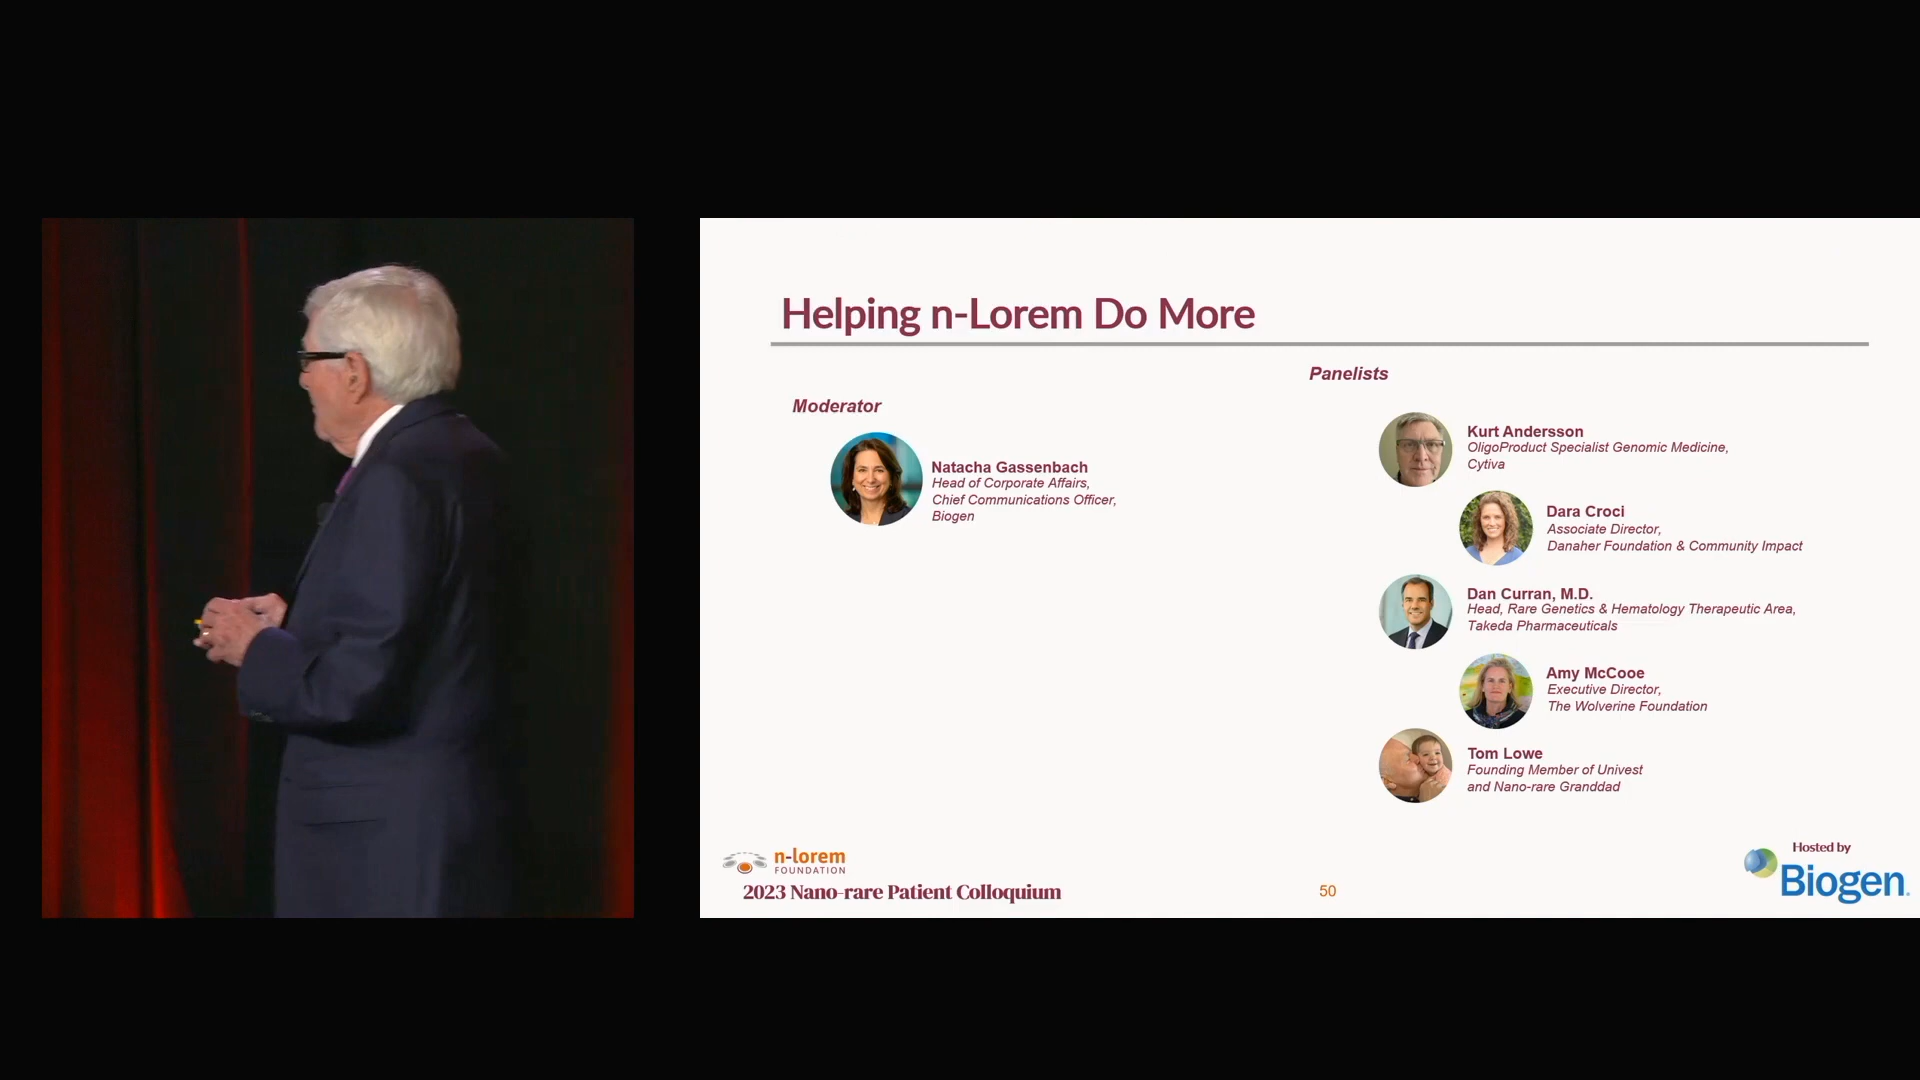 Helping n-Lorem Do More
Moderator
Natacha Gassenbach
Head of Corporate Affairs,
Chief Communications Officer,
Biogen
Panelists
Kurt Andersson
OligoProduct Specialist Genomic Medicine,
Cytiva
Dara Croci
Associate Director,
Danaher Foundation & Community Impact
Dan Curran, M.D.
Head, Rare Genetics & Hematology Therapeutic Area,
Takeda Pharmaceuticals
Amy McCooe
Executive Director,
The Wolverine Foundation
Tom Lowe
Founding Member of Univest
and Nano-rare Granddad
n-lorem
FOUNDATION
2023 Nano-rare Patient Colloquium
50
Hosted by
Biogen.